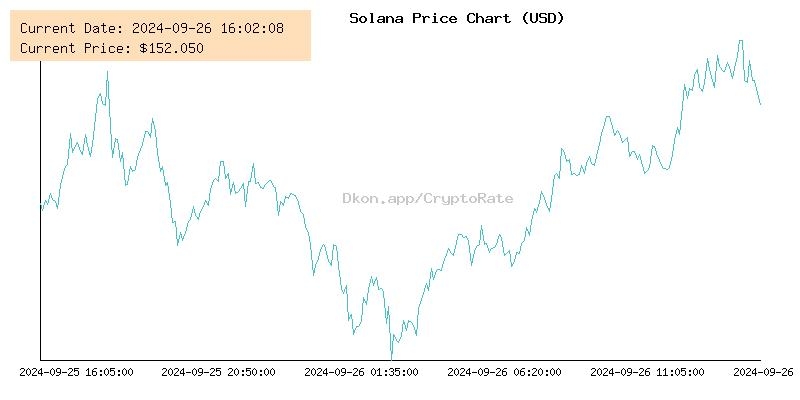 Solana Price Chart (USD)
Current Date: 2024-09-26 16:02:08
Current Price: $152.050
Dkon.app/CryptoRate
2024-09-25 16:05:00 2024-09-25 20:50:00 2024-09-26 01:35:00 2024-09-26 06:20:00 2024-09-26 11:05:00 2024-09-26